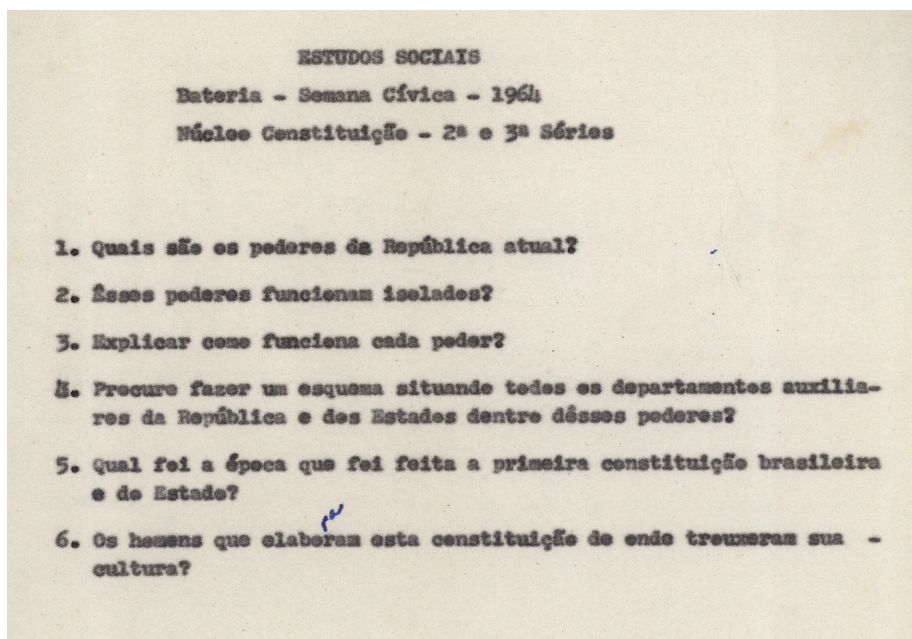 ESTUDOS SOCIAIS
Bateria - Semana Cívica - 1964
Núcleo Constituição - 2ª e 3ª Séries
1. Quais são os poderes da República atual?
2. Êsses poderes funcionam isolados?
3. Explicar como funciona cada poder?
4. Procure fazer um esquema situando todos os departamentos auxilia-
res da República e dos Estados dentro dêsses poderes?
5. Qual foi a época que foi feita a primeira constituição brasileira
e do Estado?
ra
6. Os homens que elaboram esta constituição de onde trouxeram sua -
cultura?